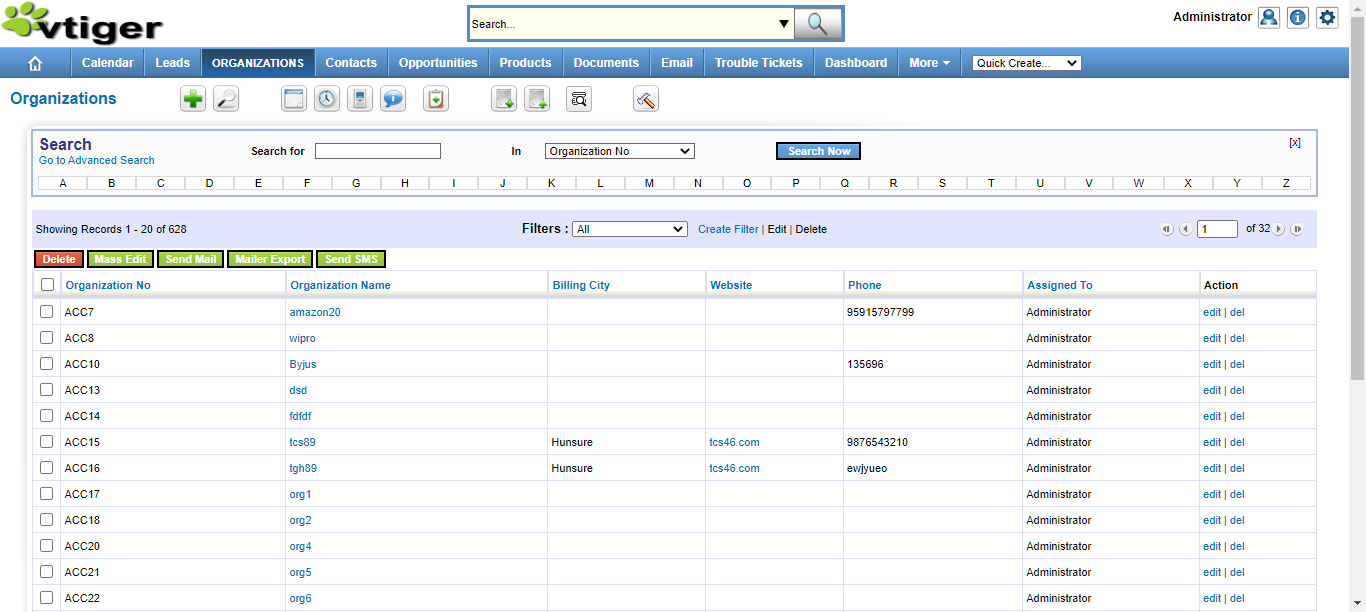 vtiger
Search...
Administrator
Calendar Leads ORGANIZATIONS Contacts Opportunities Products Documents Email Trouble Tickets Dashboard More Quick Create...
Organizations
Search
Go to Advanced Search
Search for In Organization No Search Now [x]
A B C D E F G H I J K L M N O P Q R S T U V W X Y Z
Showing Records 1 - 20 of 628 Filters : All Create Filter | Edit | Delete 1 of 32
Delete Mass Edit Send Mail Mailer Export Send SMS
Organization No Organization Name Billing City Website Phone Assigned To Action
ACC7 amazon20 95915797799 Administrator edit | del
ACC8 wipro Administrator edit | del
ACC10 Byjus 135696 Administrator edit | del
ACC13 dsd Administrator edit | del
ACC14 fdfdf Administrator edit | del
ACC15 tcs89 Hunsure tcs46.com 9876543210 Administrator edit | del
ACC16 tgh89 Hunsure tcs46.com ewjyueo Administrator edit | del
ACC17 org1 Administrator edit | del
ACC18 org2 Administrator edit | del
ACC20 org4 Administrator edit | del
ACC21 org5 Administrator edit | del
ACC22 org6 Administrator edit | del